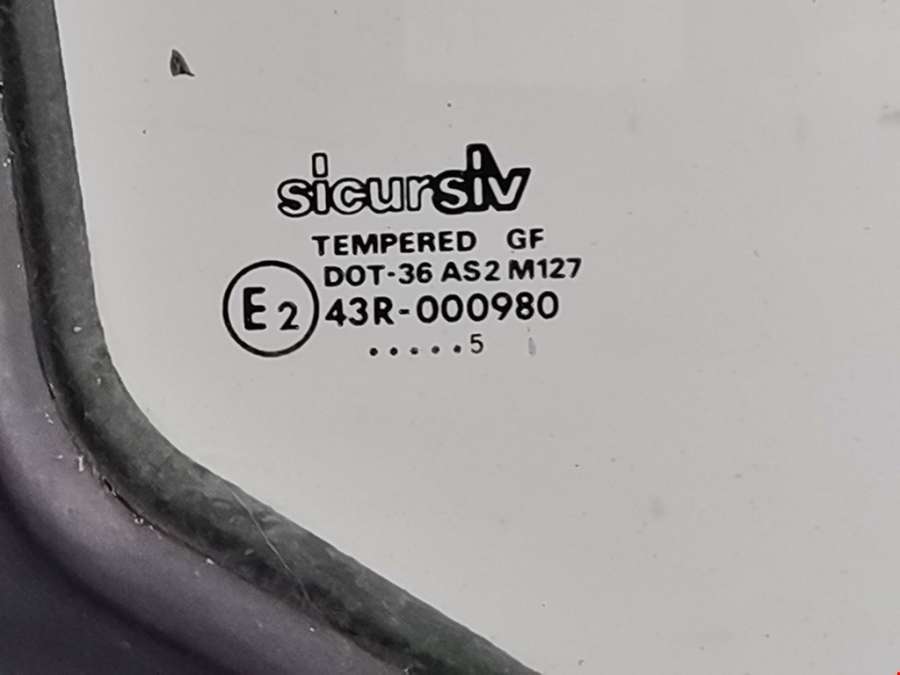 sicursiv
TEMPERED GF
DOT-36 AS2 M127
E2 43R-000980
.....5